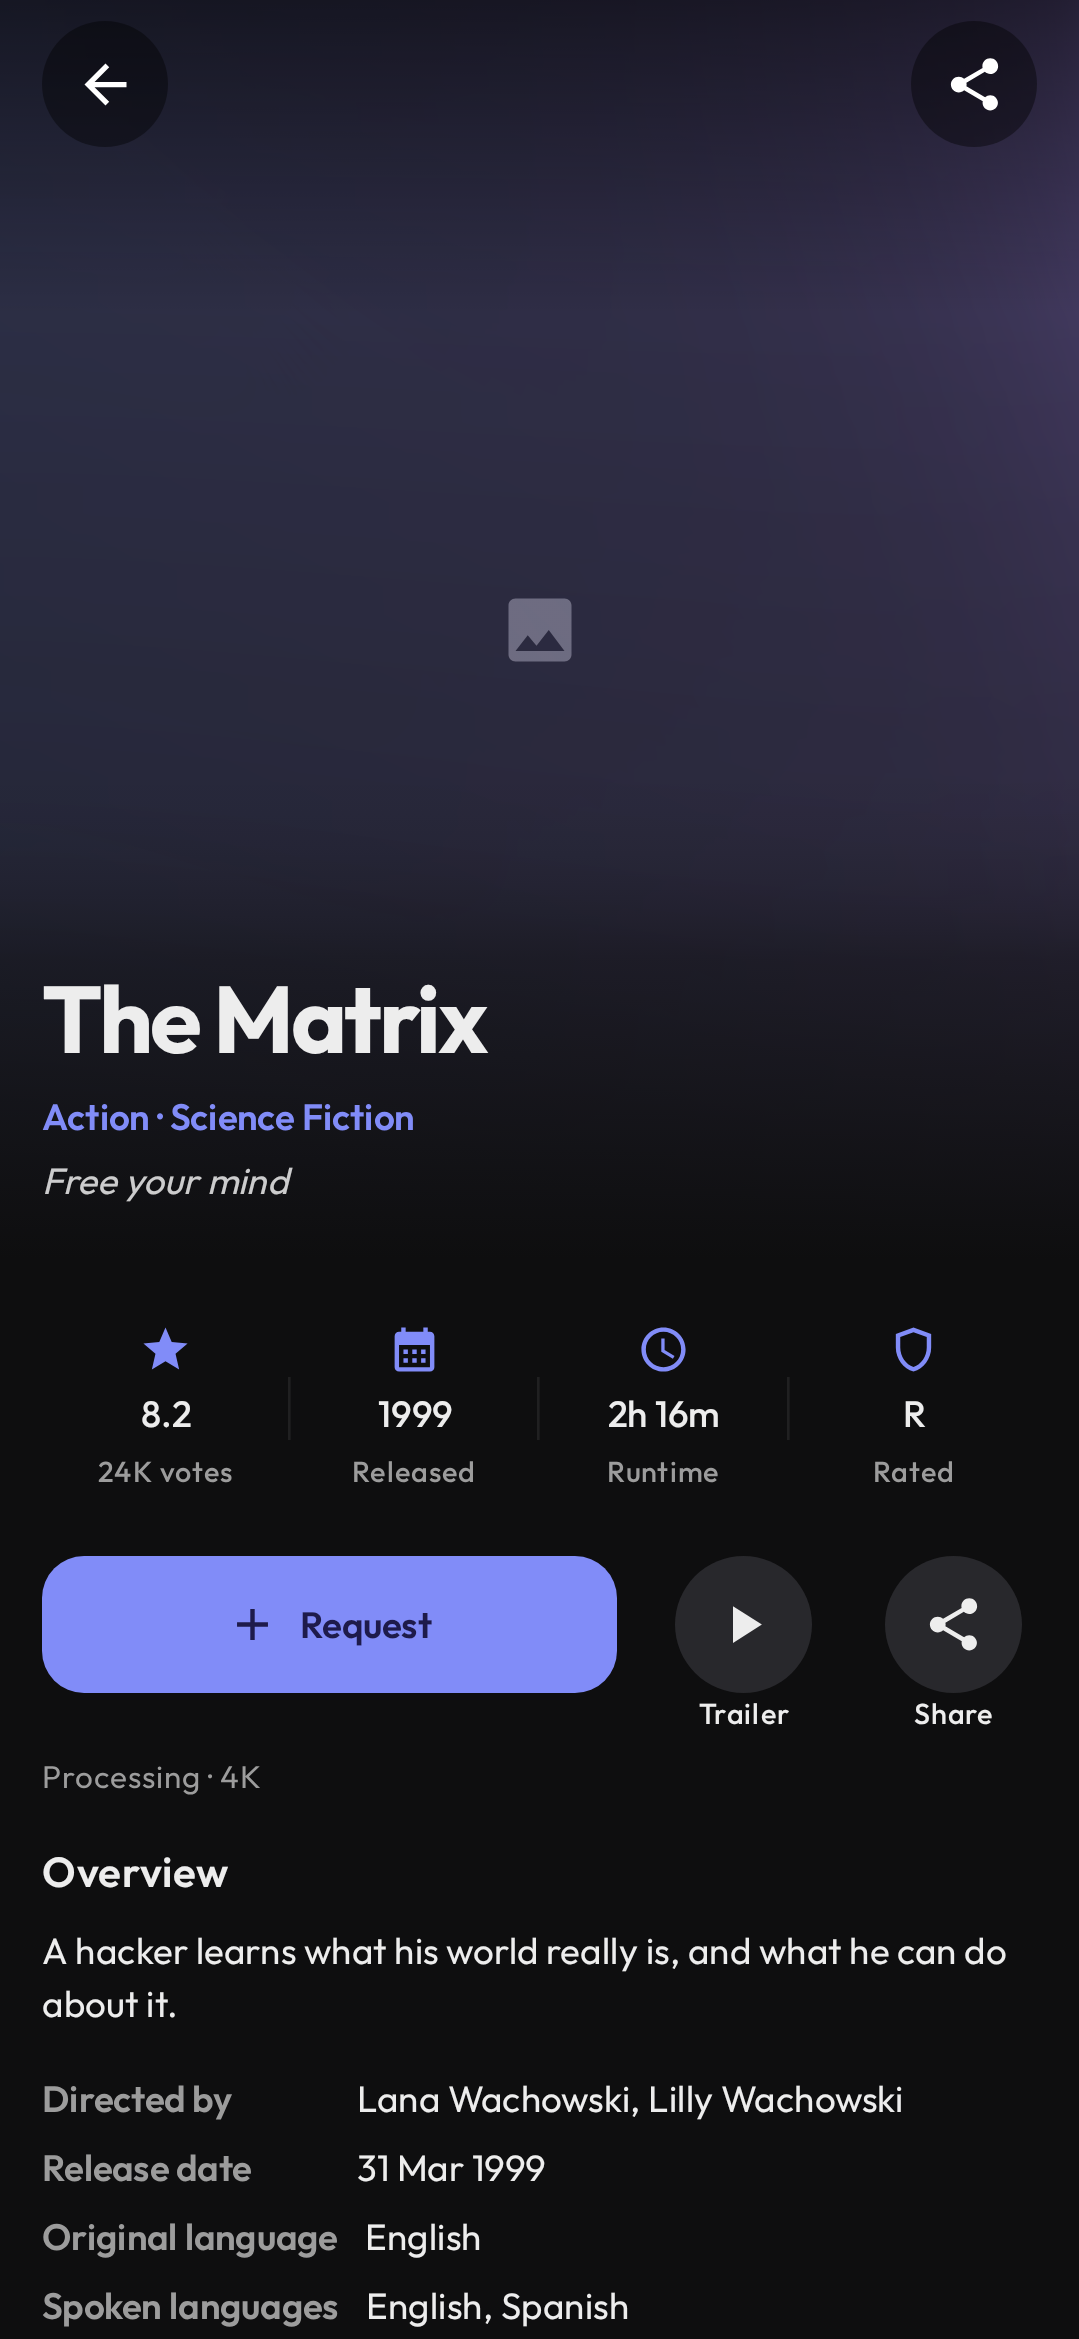 The Matrix
Action · Science Fiction
Free your mind
8.2
24K votes
1999
Released
2h 16m
Runtime
R
Rated
Request
Trailer
Share
Processing · 4K
Overview
A hacker learns what his world really is, and what he can do
about it.
Directed by Lana Wachowski, Lilly Wachowski
Release date 31 Mar 1999
Original language English
Spoken languages English, Spanish